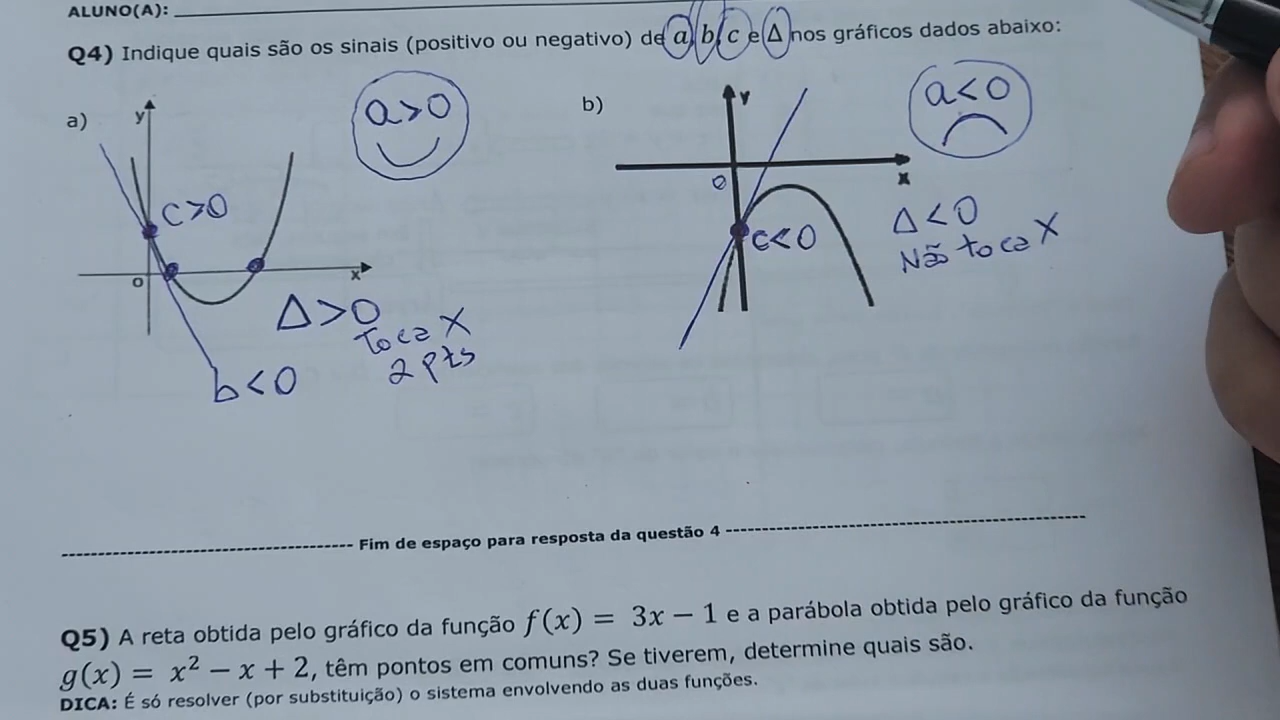 ALUNO(A):
Q4) Indique quais são os sinais (positivo ou negativo) de a, b, c e Δ nos gráficos dados abaixo:
a)
y
a>0
c>0
0
x
Δ>0
toca X
2 pts
b<0
b)
Y
a<0
0
x
c<0
Δ<0
Não toca X
Fim de espaço para resposta da questão 4
Q5) A reta obtida pelo gráfico da função f(x) = 3x − 1 e a parábola obtida pelo gráfico da função
g(x) = x² − x + 2, têm pontos em comuns? Se tiverem, determine quais são.
DICA: É só resolver (por substituição) o sistema envolvendo as duas funções.